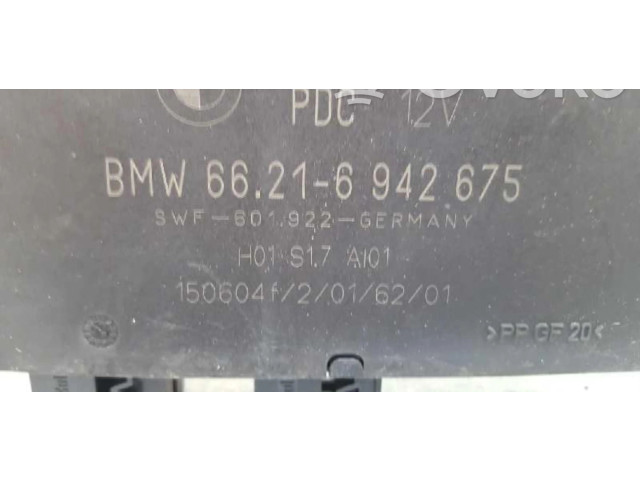 PDC 12V
BMW 66.21-6 942 675
SWF-601.922-GERMANY
H01 S1.7 AI01
150604f/2/01/62/01
>PP GF 20<